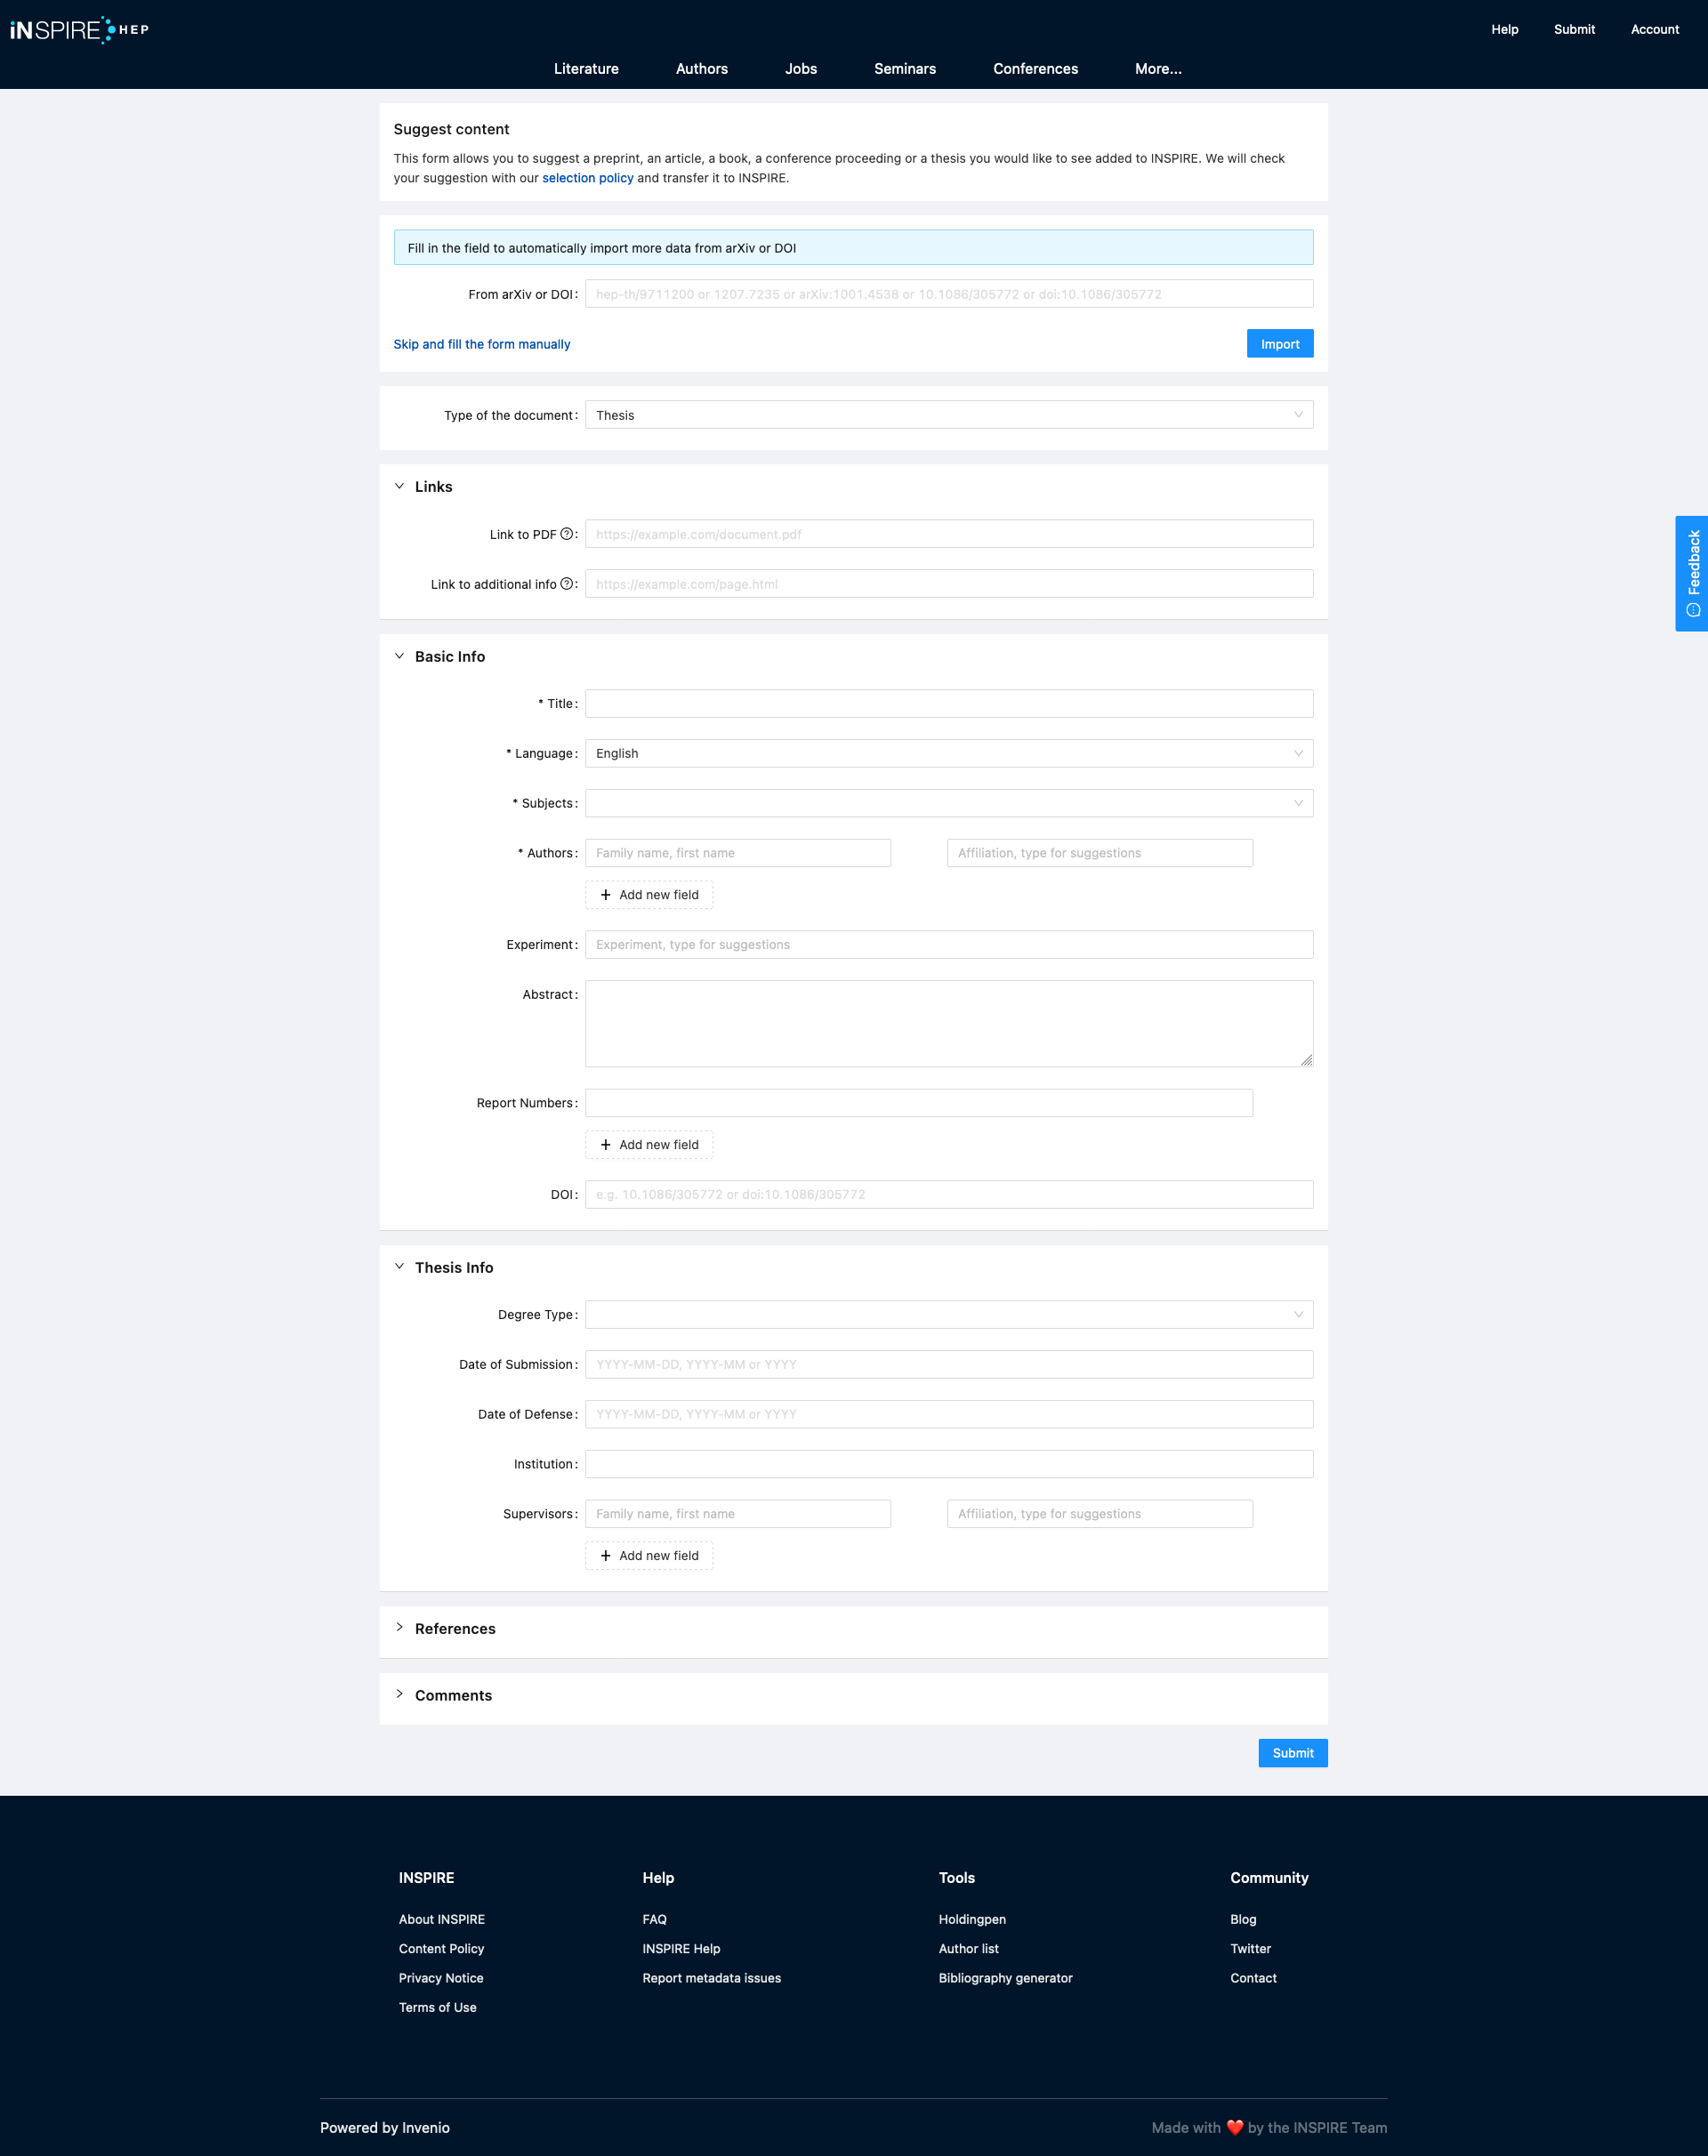 iNSPIRE HEP
Help
Submit
Account
Literature
Authors
Jobs
Seminars
Conferences
More...
Suggest content
This form allows you to suggest a preprint, an article, a book, a conference proceeding or a thesis you would like to see added to INSPIRE. We will check
your suggestion with our selection policy and transfer it to INSPIRE.
Fill in the field to automatically import more data from arXiv or DOI
From arXiv or DOI: hep-th/9711200 or 1207.7235 or arXiv:1001.4538 or 10.1086/305772 or doi:10.1086/305772
Skip and fill the form manually
Import
Type of the document: Thesis
Links
Link to PDF : https://example.com/document.pdf
Link to additional info : https://example.com/page.html
Feedback
Basic Info
* Title:
* Language: English
* Subjects:
* Authors: Family name, first name Affiliation, type for suggestions
+ Add new field
Experiment: Experiment, type for suggestions
Abstract:
Report Numbers:
+ Add new field
DOI: e.g. 10.1086/305772 or doi:10.1086/305772
Thesis Info
Degree Type:
Date of Submission: YYYY-MM-DD, YYYY-MM or YYYY
Date of Defense: YYYY-MM-DD, YYYY-MM or YYYY
Institution:
Supervisors: Family name, first name Affiliation, type for suggestions
+ Add new field
References
Comments
Submit
INSPIRE
About INSPIRE
Content Policy
Privacy Notice
Terms of Use
Help
FAQ
INSPIRE Help
Report metadata issues
Tools
Holdingpen
Author list
Bibliography generator
Community
Blog
Twitter
Contact
Powered by Invenio
Made with ❤️ by the INSPIRE Team